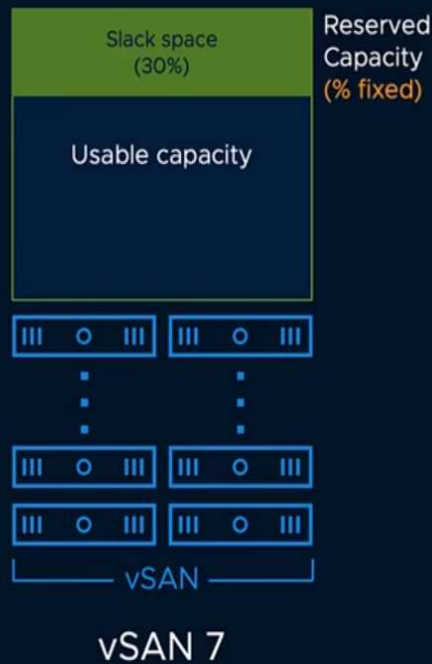 Slack space
(30%)
Reserved
Capacity
(% fixed)
Usable capacity
vSAN
vSAN 7